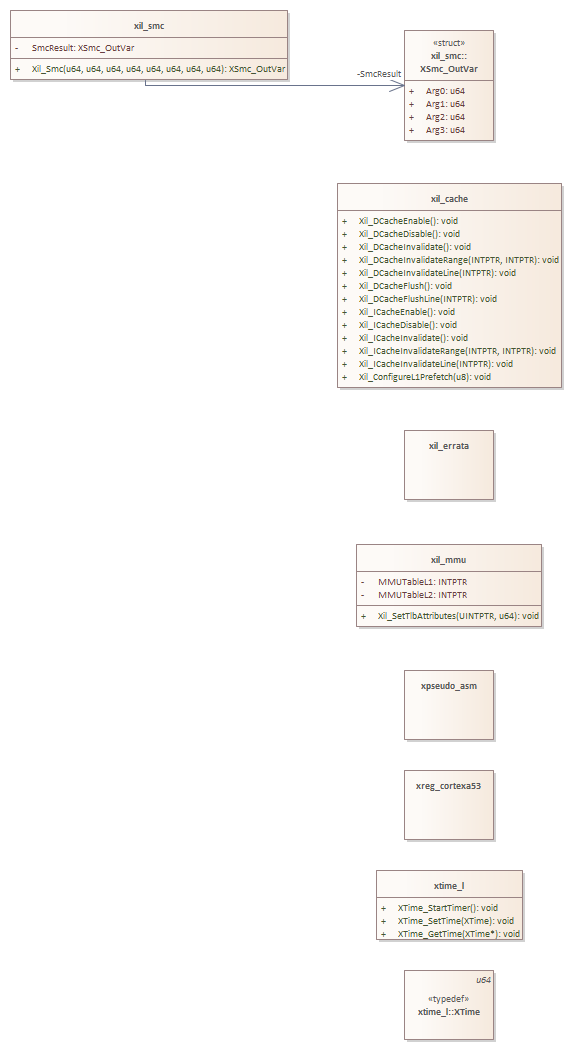 xil_smc
- SmcResult: XSmc_OutVar
+ Xil_Smc(u64, u64, u64, u64, u64, u64, u64, u64): XSmc_OutVar
-SmcResult
«struct»
xil_smc::
XSmc_OutVar
+ Arg0: u64
+ Arg1: u64
+ Arg2: u64
+ Arg3: u64
xil_cache
+ Xil_DCacheEnable(): void
+ Xil_DCacheDisable(): void
+ Xil_DCacheInvalidate(): void
+ Xil_DCacheInvalidateRange(INTPTR, INTPTR): void
+ Xil_DCacheInvalidateLine(INTPTR): void
+ Xil_DCacheFlush(): void
+ Xil_DCacheFlushLine(INTPTR): void
+ Xil_ICacheEnable(): void
+ Xil_ICacheDisable(): void
+ Xil_ICacheInvalidate(): void
+ Xil_ICacheInvalidateRange(INTPTR, INTPTR): void
+ Xil_ICacheInvalidateLine(INTPTR): void
+ Xil_ConfigureL1Prefetch(u8): void
xil_errata
xil_mmu
- MMUTableL1: INTPTR
- MMUTableL2: INTPTR
+ Xil_SetTlbAttributes(UINTPTR, u64): void
xpseudo_asm
xreg_cortexa53
xtime_l
+ XTime_StartTimer(): void
+ XTime_SetTime(XTime): void
+ XTime_GetTime(XTime*): void
u64
«typedef»
xtime_l::XTime